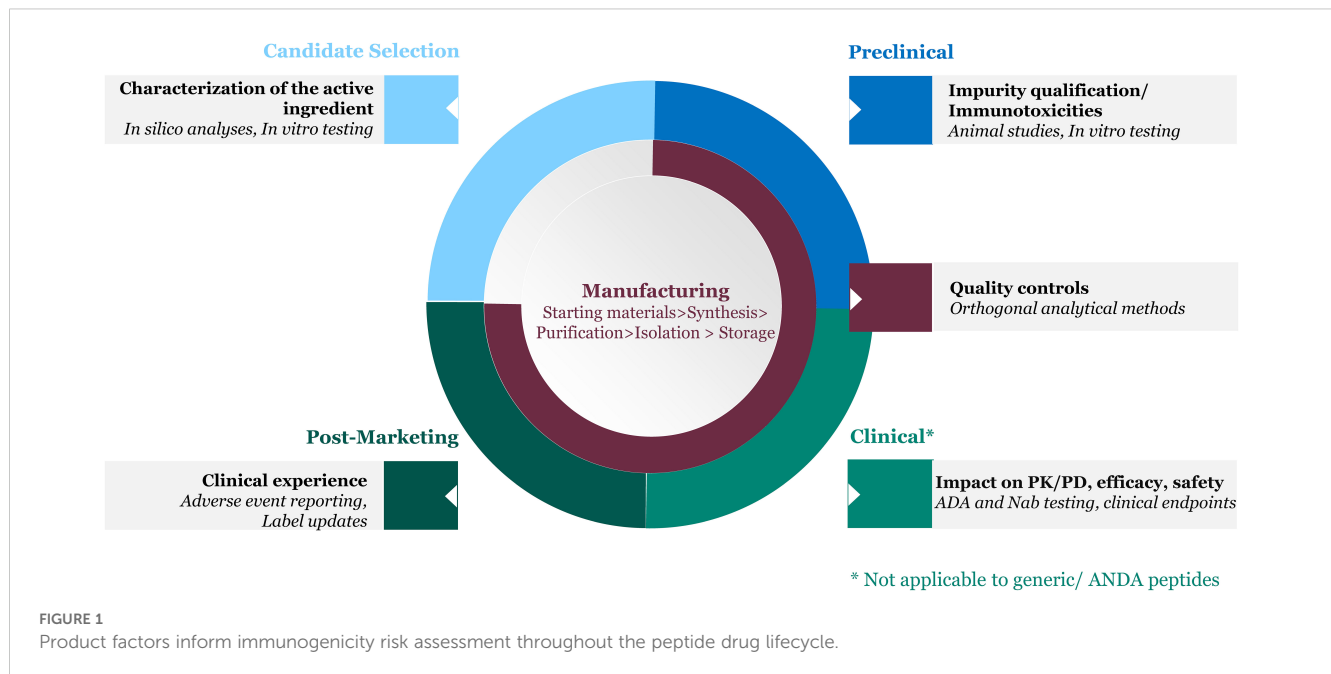 Candidate Selection
Characterization of the active
ingredient
In silico analyses, In vitro testing
Preclinical
Impurity qualification/
Immunotoxicities
Animal studies, In vitro testing
Manufacturing
Starting materials>Synthesis>
Purification>Isolation > Storage
Quality controls
Orthogonal analytical methods
Post-Marketing
Clinical experience
Adverse event reporting,
Label updates
Clinical*
Impact on PK/PD, efficacy, safety
ADA and Nab testing, clinical endpoints
* Not applicable to generic/ ANDA peptides
FIGURE 1
Product factors inform immunogenicity risk assessment throughout the peptide drug lifecycle.